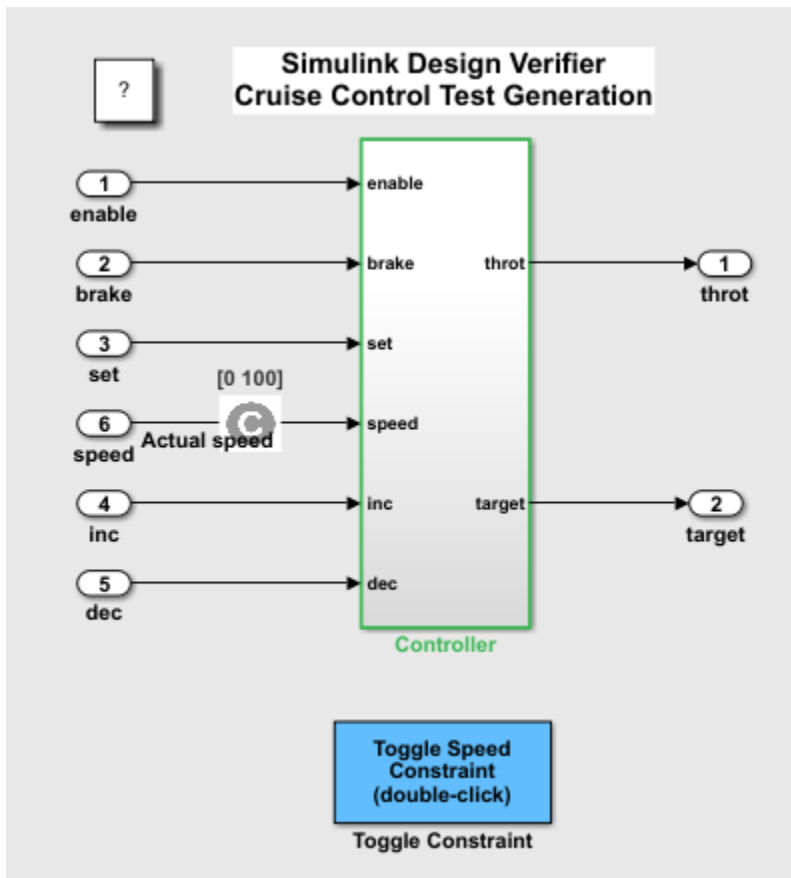 ?
Simulink Design Verifier
Cruise Control Test Generation
1
enable
enable
2
brake
brake
throt
1
throt
3
set
set
[0 100]
6
speed
Actual speed
C
speed
4
inc
inc
target
2
target
5
dec
dec
Controller
Toggle Speed
Constraint
(double-click)
Toggle Constraint